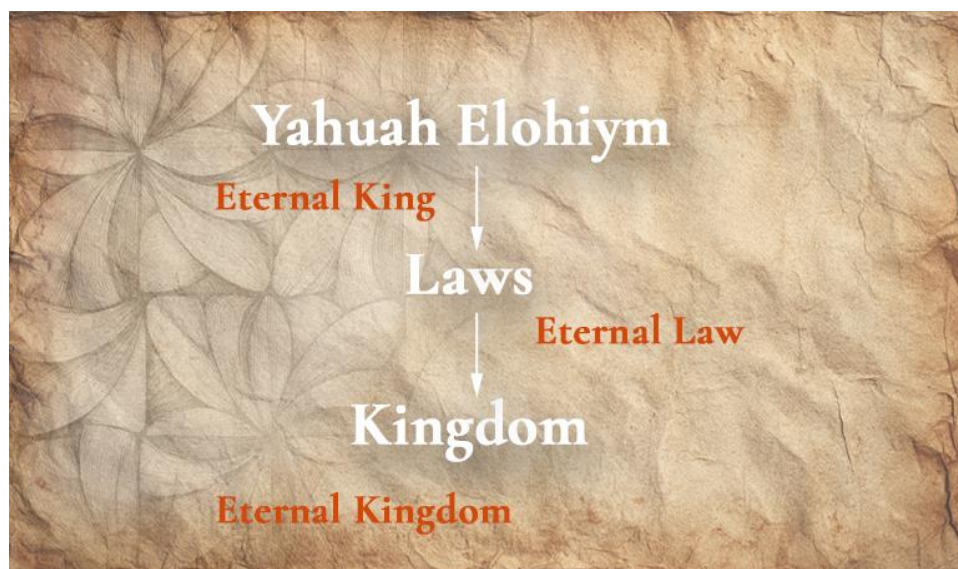 Yahuah Elohiym
Eternal King
Laws
Eternal Law
Kingdom
Eternal Kingdom